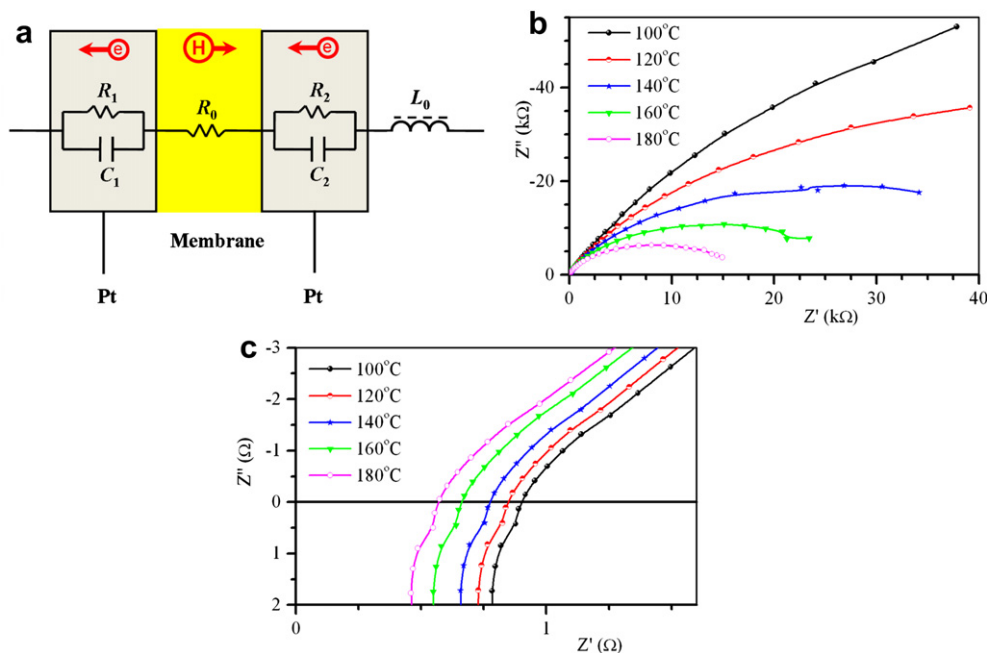 a
e
H
e
R1
R0
R2
L0
C1
C2
Membrane
Pt
Pt
b
100°C
120°C
140°C
160°C
180°C
Z'' (kΩ)
-40
-20
0
0
10
20
30
40
Z' (kΩ)
c
100°C
120°C
140°C
160°C
180°C
Z'' (Ω)
-3
-2
-1
0
1
2
0
1
Z' (Ω)